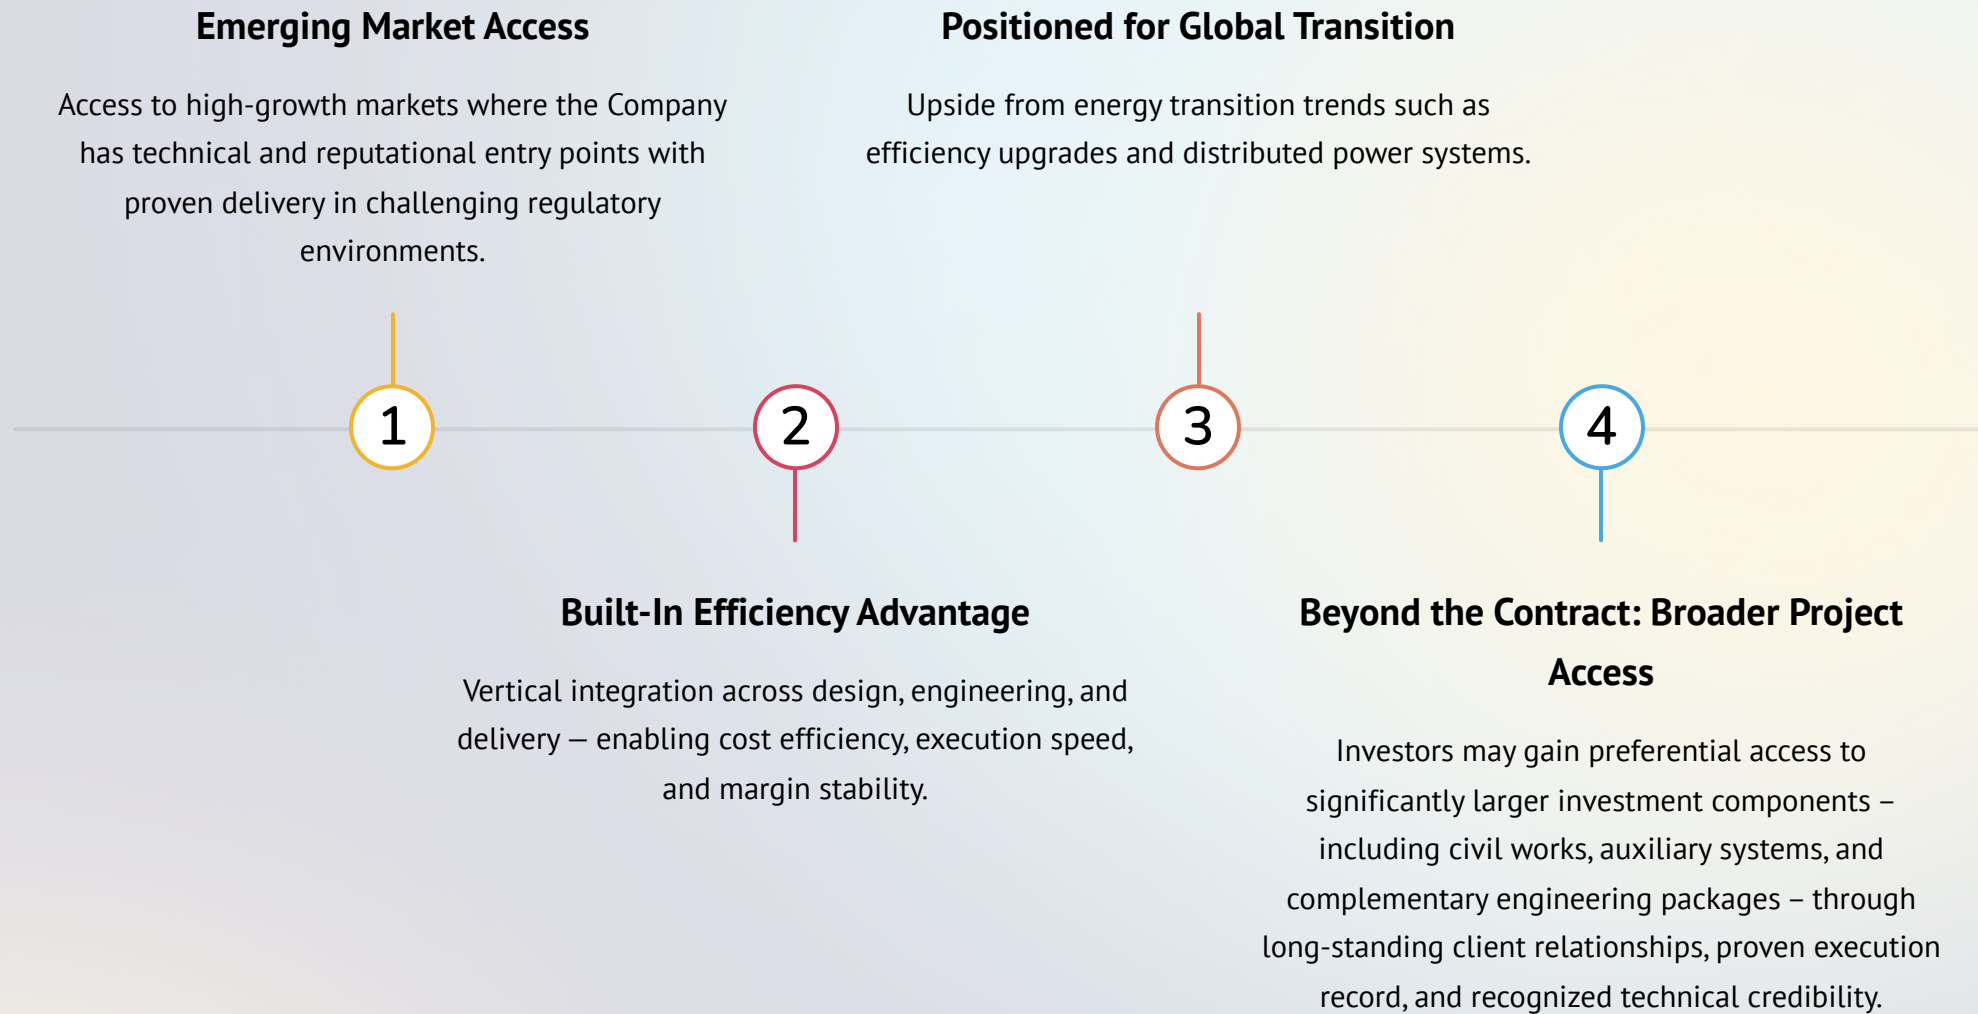 Emerging Market Access
Access to high-growth markets where the Company
has technical and reputational entry points with
proven delivery in challenging regulatory
environments.
1
Built-In Efficiency Advantage
Vertical integration across design, engineering, and
delivery — enabling cost efficiency, execution speed,
and margin stability.
2
Positioned for Global Transition
Upside from energy transition trends such as
efficiency upgrades and distributed power systems.
3
4
Beyond the Contract: Broader Project
Access
Investors may gain preferential access to
significantly larger investment components –
including civil works, auxiliary systems, and
complementary engineering packages – through
long-standing client relationships, proven execution
record, and recognized technical credibility.